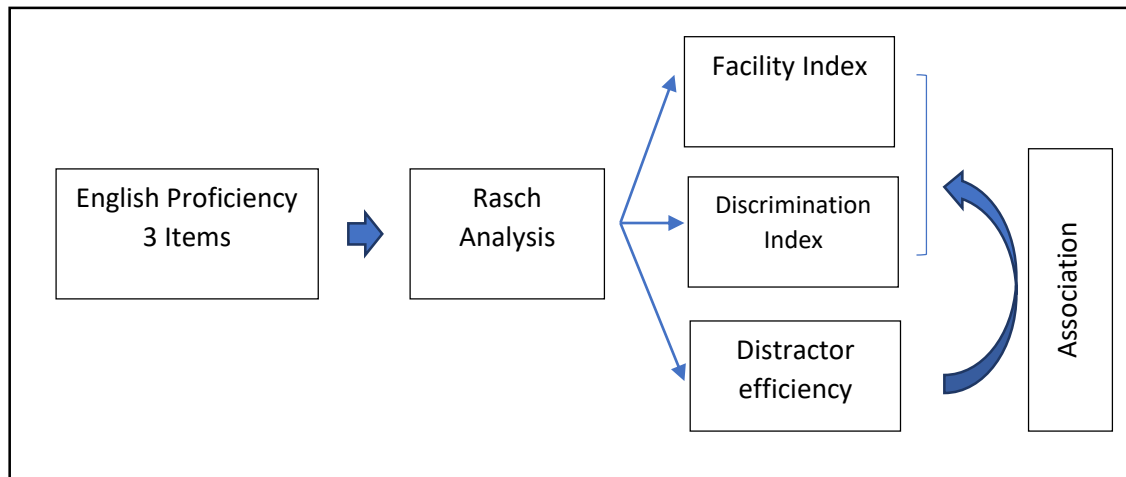 English Proficiency
3 Items
Rasch
Analysis
Facility Index
Discrimination
Index
Distractor
efficiency
Association